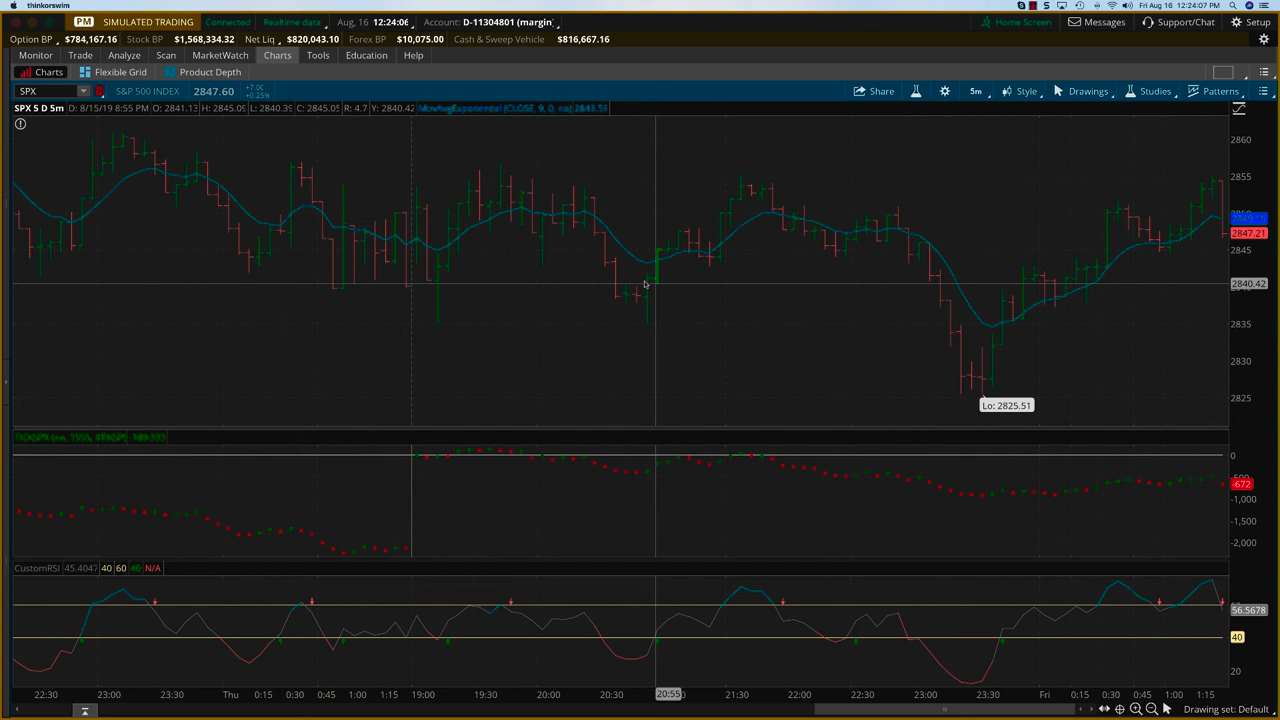 thinkorswim
Fri Aug 16 12:24:07 PM
PM SIMULATED TRADING Connected Realtime data Aug, 16 12:24:06 Account: D-11304801 (margin) Home Screen Messages Support/Chat Setup
Option BP $784,167.16 Stock BP $1,568,334.32 Net Liq $820,043.10 Forex BP $10,075.00 Cash & Sweep Vehicle $816,667.16
Monitor Trade Analyze Scan MarketWatch Charts Tools Education Help
Charts Flexible Grid Product Depth
SPX S&P 500 INDEX 2847.60 +7.00 +0.25% Share 5m Style Drawings Studies Patterns
SPX 5 D 5m D: 8/15/19 8:55 PM O: 2841.13 H: 2845.09 L: 2840.39 C: 2845.05 R: 4.7 Y: 2840.42
2860
2855
2845
2847.21
2840.42
2835
2830
2825
Lo: 2825.51
0
-672
-1,000
-1,500
-2,000
CustomRSI 45.4047 40 60 40 N/A
56.5678
40
20
22:30 23:00 23:30 Thu 0:15 0:30 0:45 1:00 1:15 19:00 19:30 20:00 20:30 20:55 21:30 22:00 22:30 23:00 23:30 Fri 0:15 0:30 0:45 1:00 1:15
Drawing set: Default